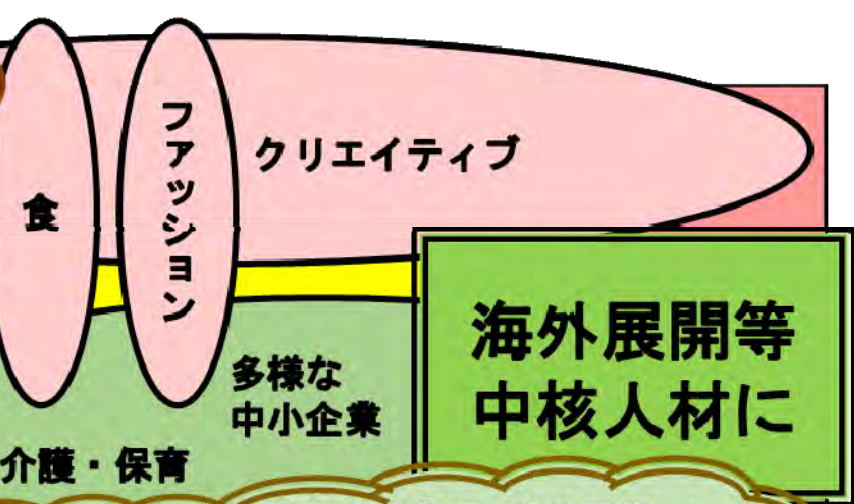 食
ファッション
クリエイティブ
海外展開等
中核人材に
多様な
中小企業
介護・保育